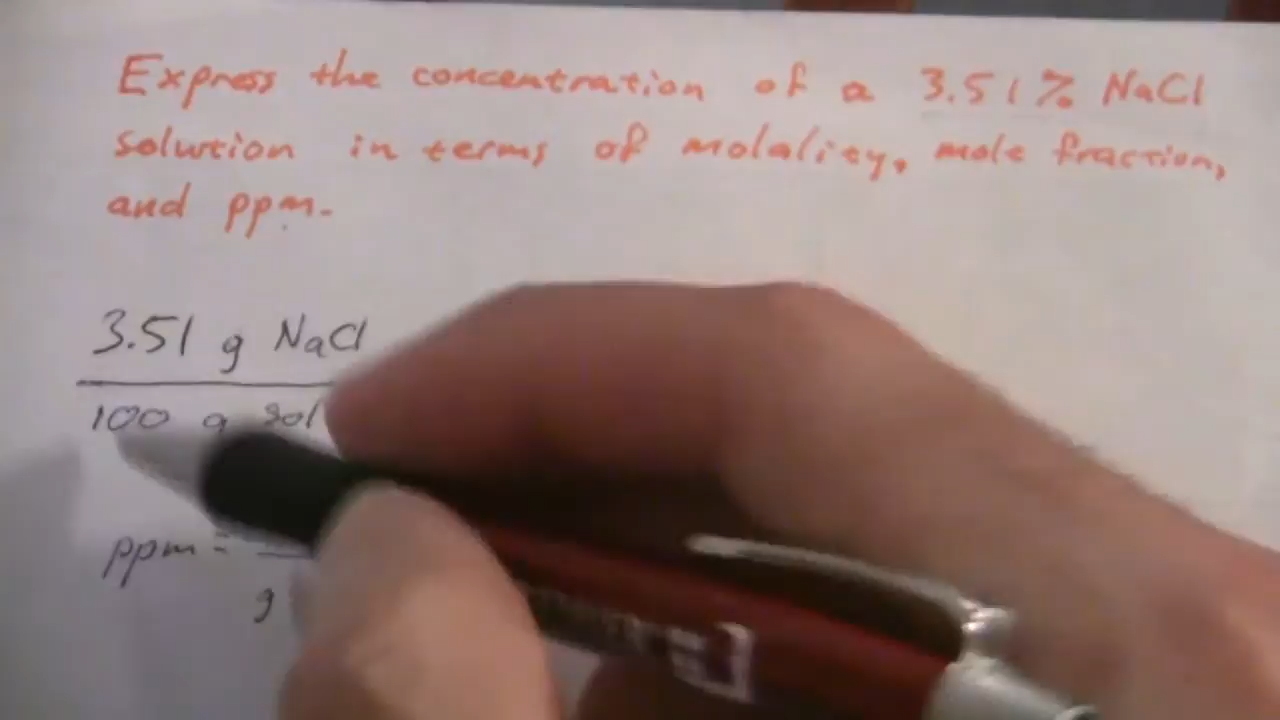 Express the concentration of a 3.51% NaCl
solution in terms of molality, mole fraction,
and ppm.
3.51 g NaCl
100 g sol
ppm =
g